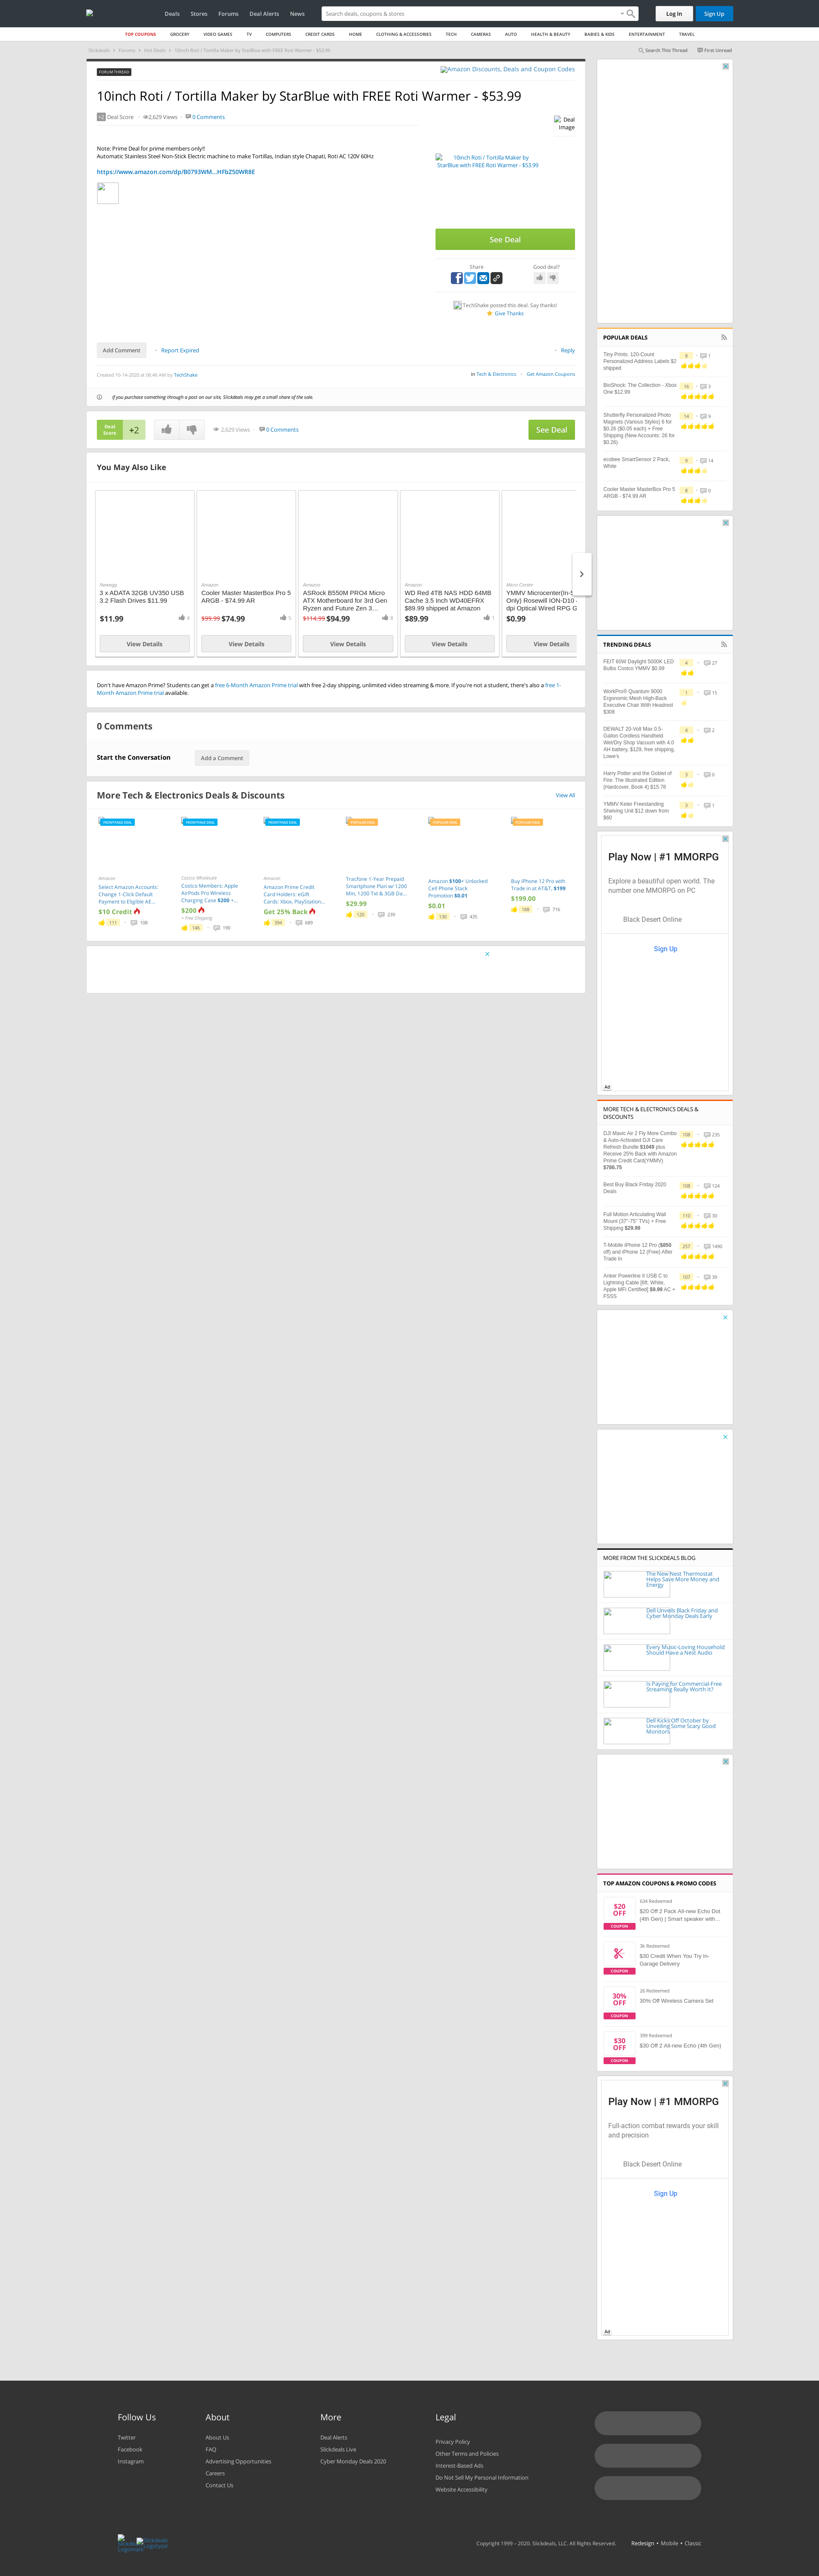 Deals Stores Forums Deal Alerts News
Search deals, coupons & stores
Log In Sign Up
TOP COUPONS GROCERY VIDEO GAMES TV COMPUTERS CREDIT CARDS HOME CLOTHING & ACCESSORIES TECH CAMERAS AUTO HEALTH & BEAUTY BABIES & KIDS ENTERTAINMENT TRAVEL
Slickdeals > Forums > Hot Deals > 10inch Roti / Tortilla Maker by StarBlue with FREE Roti Warmer - $53.99
Search This Thread First Unread
FORUM THREAD
Amazon Discounts, Deals and Coupon Codes
10inch Roti / Tortilla Maker by StarBlue with FREE Roti Warmer - $53.99
+2 Deal Score 2,629 Views 0 Comments
Deal
Image
Note: Prime Deal for prime members only!!
Automatic Stainless Steel Non-Stick Electric machine to make Tortillas, Indian style Chapati, Roti AC 120V 60Hz
https://www.amazon.com/dp/B0793WM...HFbZ50WR8E
10inch Roti / Tortilla Maker by
StarBlue with FREE Roti Warmer - $53.99
See Deal
Share Good deal?
TechShake posted this deal. Say thanks!
Give Thanks
Add Comment Report Expired Reply
Created 10-14-2020 at 06:46 AM by TechShake
in Tech & Electronics Get Amazon Coupons
If you purchase something through a post on our site, Slickdeals may get a small share of the sale.
Deal
Score
+2
2,629 Views 0 Comments
See Deal
You May Also Like
Newegg
3 x ADATA 32GB UV350 USB
3.2 Flash Drives $11.99
$11.99 4
View Details
Amazon
Cooler Master MasterBox Pro 5
ARGB - $74.99 AR
$99.99 $74.99 5
View Details
Amazon
ASRock B550M PRO4 Micro
ATX Motherboard for 3rd Gen
Ryzen and Future Zen 3...
$114.99 $94.99 8
View Details
Amazon
WD Red 4TB NAS HDD 64MB
Cache 3.5 Inch WD40EFRX
$89.99 shipped at Amazon
$89.99 1
View Details
Micro Center
YMMV Microcenter(In-S
Only) Rosewill ION-D10
dpi Optical Wired RPG G
$0.99
View Details
Don't have Amazon Prime? Students can get a free 6-Month Amazon Prime trial with free 2-day shipping, unlimited video streaming & more. If you're not a student, there's also a free 1-
Month Amazon Prime trial available.
0 Comments
Start the Conversation Add a Comment
More Tech & Electronics Deals & Discounts View All
FRONTPAGE DEAL
Amazon
Select Amazon Accounts:
Change 1-Click Default
Payment to Eligible AE...
$10 Credit
111 108
FRONTPAGE DEAL
Costco Wholesale
Costco Members: Apple
AirPods Pro Wireless
Charging Case $200 +...
$200
+ Free Shipping
146 190
FRONTPAGE DEAL
Amazon
Amazon Prime Credit
Card Holders: eGift
Cards: Xbox, PlayStation...
Get 25% Back
394 689
POPULAR DEAL
Tracfone 1-Year Prepaid
Smartphone Plan w/ 1200
Min, 1200 Txt & 3GB Da...
$29.99
120 239
POPULAR DEAL
Amazon $100+ Unlocked
Cell Phone Stack
Promotion $0.01
$0.01
130 435
POPULAR DEAL
Buy iPhone 12 Pro with
Trade in at AT&T, $199
$199.00
188 716
POPULAR DEALS
Tiny Prints: 120-Count
Personalized Address Labels $2
shipped
8 1
BioShock: The Collection - Xbox
One $12.99
16 3
Shutterfly Personalized Photo
Magnets (Various Styles) 6 for
$0.26 ($0.05 each) + Free
Shipping (New Accounts: 26 for
$0.26)
14 9
ecobee SmartSensor 2 Pack,
White
9 14
Cooler Master MasterBox Pro 5
ARGB - $74.99 AR
6 0
TRENDING DEALS
FEIT 60W Daylight 5000K LED
Bulbs Costco YMMV $0.99
4 27
WorkPro® Quantum 9000
Ergonomic Mesh High-Back
Executive Chair With Headrest
$308
1 15
DEWALT 20-Volt Max 0.5-
Gallon Cordless Handheld
Wet/Dry Shop Vacuum with 4.0
AH battery, $129, free shipping,
Lowe's
4 2
Harry Potter and the Goblet of
Fire: The Illustrated Edition
(Hardcover, Book 4) $15.76
3 0
YMMV Keter Freestanding
Shelving Unit $12 down from
$60
3 1
Play Now | #1 MMORPG
Explore a beautiful open world. The
number one MMORPG on PC
Black Desert Online
Sign Up
Ad
MORE TECH & ELECTRONICS DEALS &
DISCOUNTS
DJI Mavic Air 2 Fly More Combo
& Auto-Activated DJI Care
Refresh Bundle $1049 plus
Receive 25% Back with Amazon
Prime Credit Card(YMMV)
$786.75
108 235
Best Buy Black Friday 2020
Deals
108 124
Full Motion Articulating Wall
Mount (37"-75" TVs) + Free
Shipping $29.99
110 30
T-Mobile iPhone 12 Pro ($850
off) and iPhone 12 (Free) After
Trade In
257 1490
Anker Powerline II USB C to
Lightning Cable [6ft. White,
Apple MFi Certified] $9.99 AC +
FSSS
107 39
MORE FROM THE SLICKDEALS BLOG
The New Nest Thermostat
Helps Save More Money and
Energy
Dell Unveils Black Friday and
Cyber Monday Deals Early
Every Music-Loving Household
Should Have a Nest Audio
Is Paying for Commercial-Free
Streaming Really Worth It?
Dell Kicks Off October by
Unveiling Some Scary Good
Monitors
TOP AMAZON COUPONS & PROMO CODES
$20
OFF
COUPON
634 Redeemed
$20 Off 2 Pack All-new Echo Dot
(4th Gen) | Smart speaker with...
COUPON
3k Redeemed
$30 Credit When You Try In-
Garage Delivery
30%
OFF
COUPON
26 Redeemed
30% Off Wireless Camera Set
$30
OFF
COUPON
399 Redeemed
$30 Off 2 All-new Echo (4th Gen)
Play Now | #1 MMORPG
Full-action combat rewards your skill
and precision
Black Desert Online
Sign Up
Ad
Follow Us
Twitter
Facebook
Instagram
About
About Us
FAQ
Advertising Opportunities
Careers
Contact Us
More
Deal Alerts
Slickdeals Live
Cyber Monday Deals 2020
Legal
Privacy Policy
Other Terms and Policies
Interest-Based Ads
Do Not Sell My Personal Information
Website Accessibility
Slickdeals
Logomark
Slickdeals
Logotype
Copyright 1999 – 2020. Slickdeals, LLC. All Rights Reserved. Redesign • Mobile • Classic